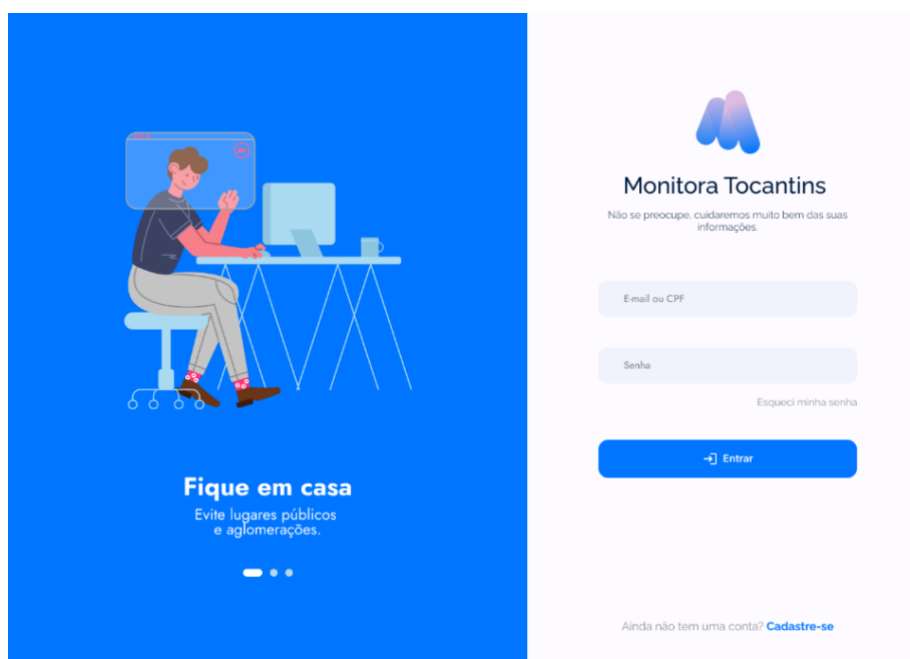 Fique em casa
Evite lugares públicos
e aglomerações.
Monitora Tocantins
Não se preocupe, cuidaremos muito bem das suas
informações.
E-mail ou CPF
Senha
Esqueci minha senha
Entrar
Ainda não tem uma conta? Cadastre-se